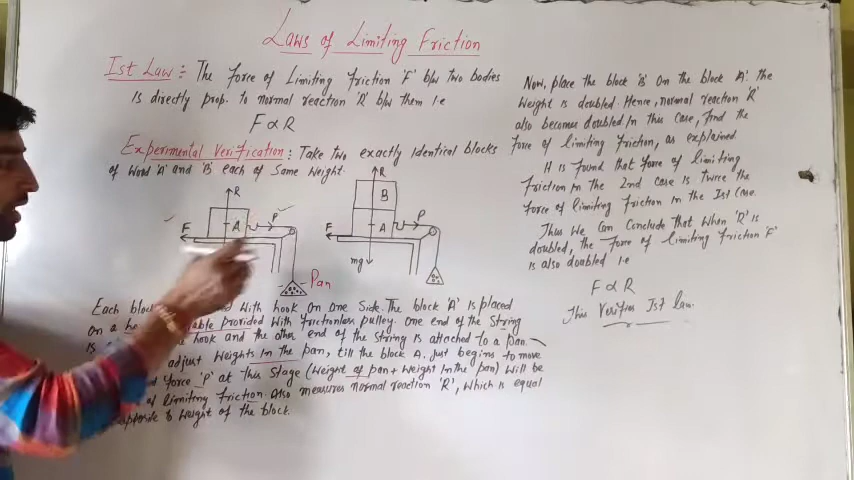 Laws of Limiting Friction
Ist Law :- The force of Limiting friction 'F' b/w two bodies
is directly prop. to normal reaction 'R' b/w them i.e
F ∝ R
Experimental Verification : Take two exactly identical blocks
of wood 'A' and 'B' each of same weight.
R
A
F
P
Pan
R
B
A
F
P
mg
Each block with hook on one side. The block 'A' is placed
on a table provided with frictionless pulley. one end of the string
is hook and the other end of the string is attached to a pan.
adjust weights in the pan, till the block A, just begins to move
force 'P' at this stage (weight of pan + weight in the pan) will be
of limiting friction. Also measures normal reaction 'R', which is equal
opposite to weight of the block.
Now, place the block 'B' on the block A. The
weight is doubled. Hence, normal reaction 'R'
also becomes doubled. In this case, find the
force of limiting friction, as explained
It is found that force of limiting
friction in the 2nd case is twice the
force of limiting friction in the Ist case.
Thus we can conclude that when 'R' is
doubled, the force of limiting friction 'F'
is also doubled i.e
F ∝ R
This Verifies Ist law.